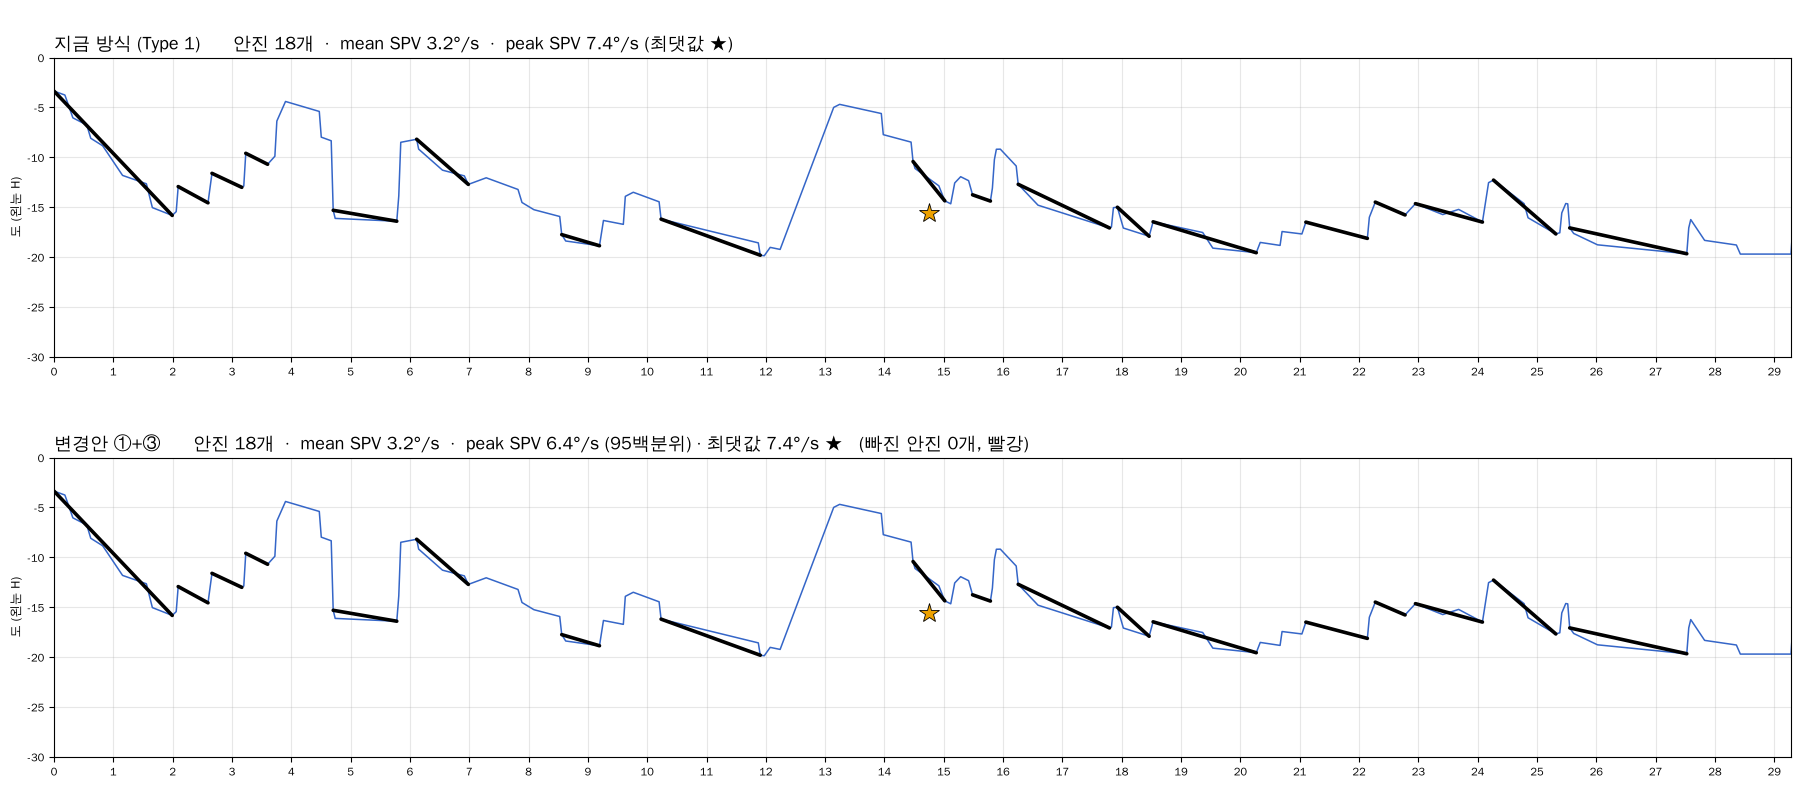 지금 방식 (Type 1) 안진 18개 · mean SPV 3.2°/s · peak SPV 7.4°/s (최댓값 ★)
0
-5
-10
-15
-20
-25
-30
도 (왼눈 H)
0 1 2 3 4 5 6 7 8 9 10 11 12 13 14 15 16 17 18 19 20 21 22 23 24 25 26 27 28 29
변경안 ①+③ 안진 18개 · mean SPV 3.2°/s · peak SPV 6.4°/s (95백분위) · 최댓값 7.4°/s ★ (빠진 안진 0개, 빨강)
0
-5
-10
-15
-20
-25
-30
도 (왼눈 H)
0 1 2 3 4 5 6 7 8 9 10 11 12 13 14 15 16 17 18 19 20 21 22 23 24 25 26 27 28 29